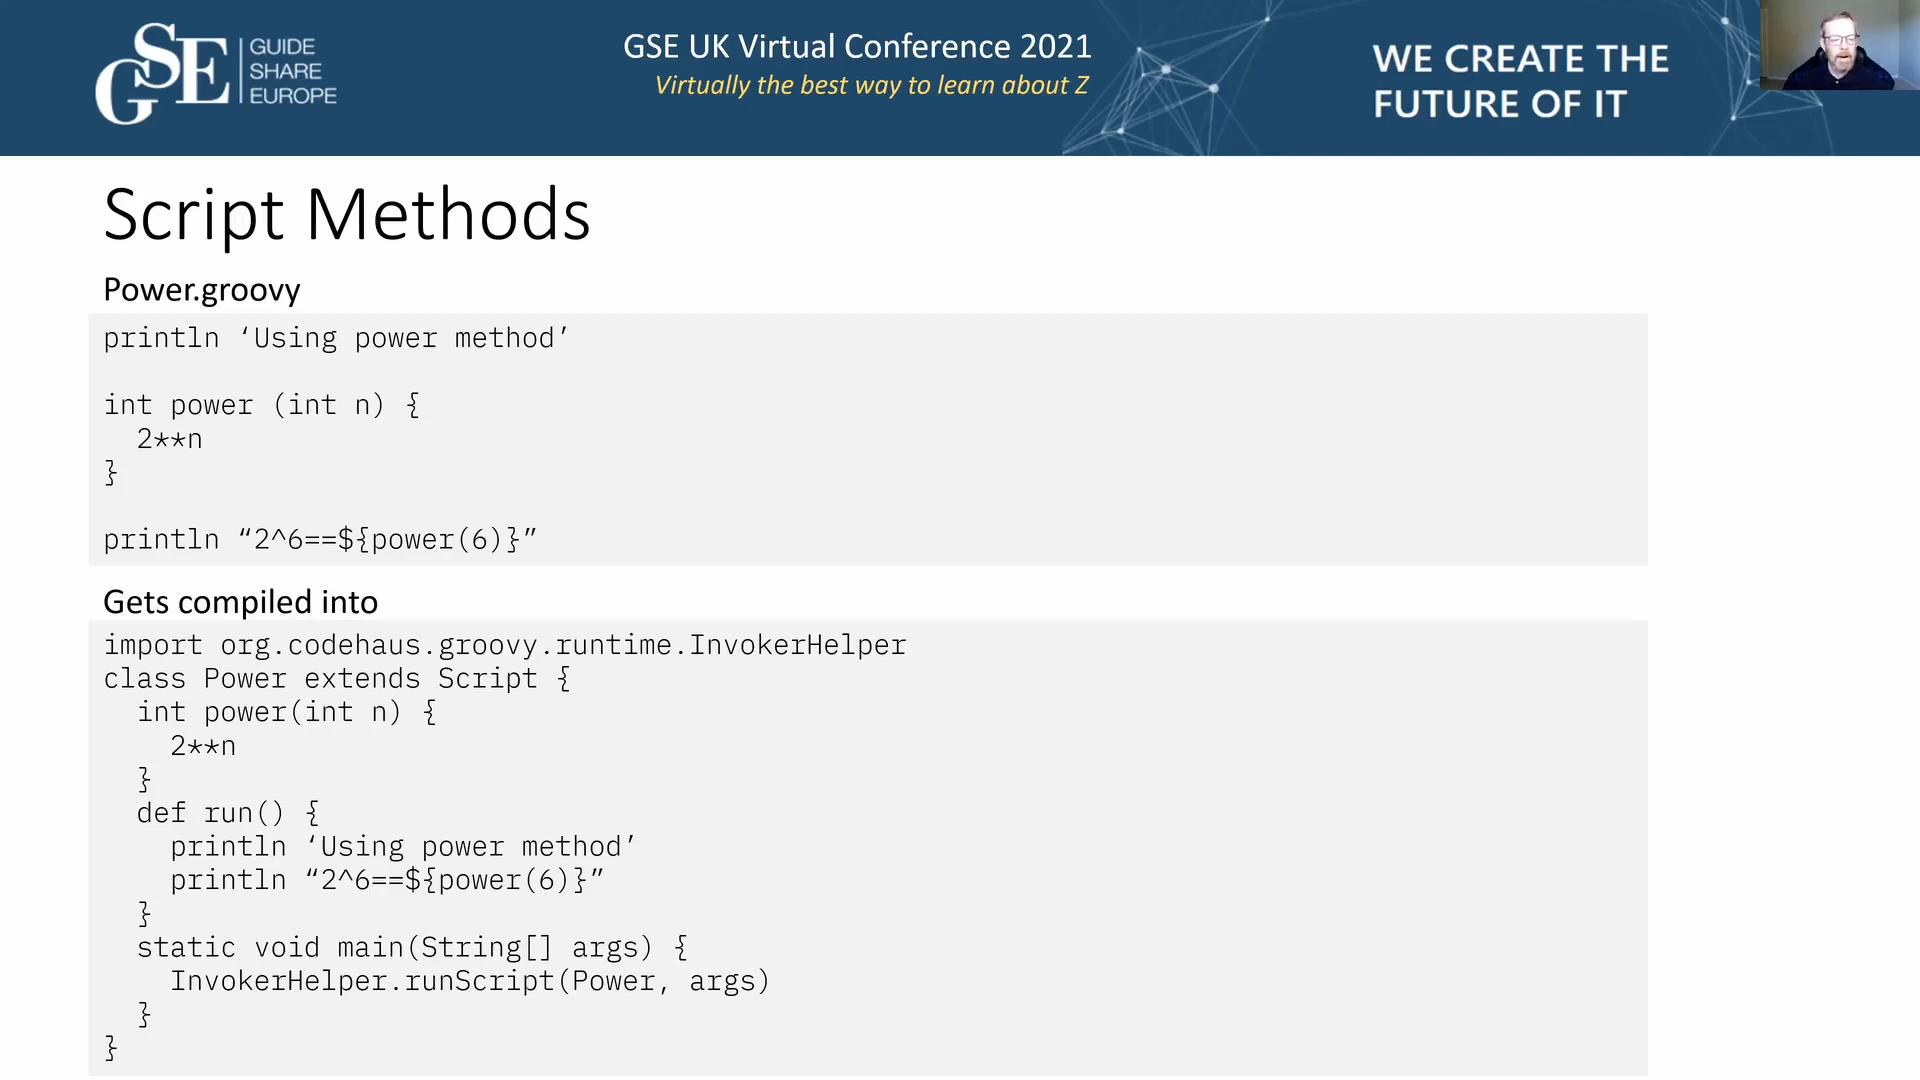 GSE
GUIDE
SHARE
EUROPE
GSE UK Virtual Conference 2021
Virtually the best way to learn about Z
WE CREATE THE
FUTURE OF IT
Script Methods
Power.groovy
println ‘Using power method’
int power (int n) {
  2**n
}
println “2^6==${power(6)}”
Gets compiled into
import org.codehaus.groovy.runtime.InvokerHelper
class Power extends Script {
  int power(int n) {
    2**n
  }
  def run() {
    println ‘Using power method’
    println “2^6==${power(6)}”
  }
  static void main(String[] args) {
    InvokerHelper.runScript(Power, args)
  }
}